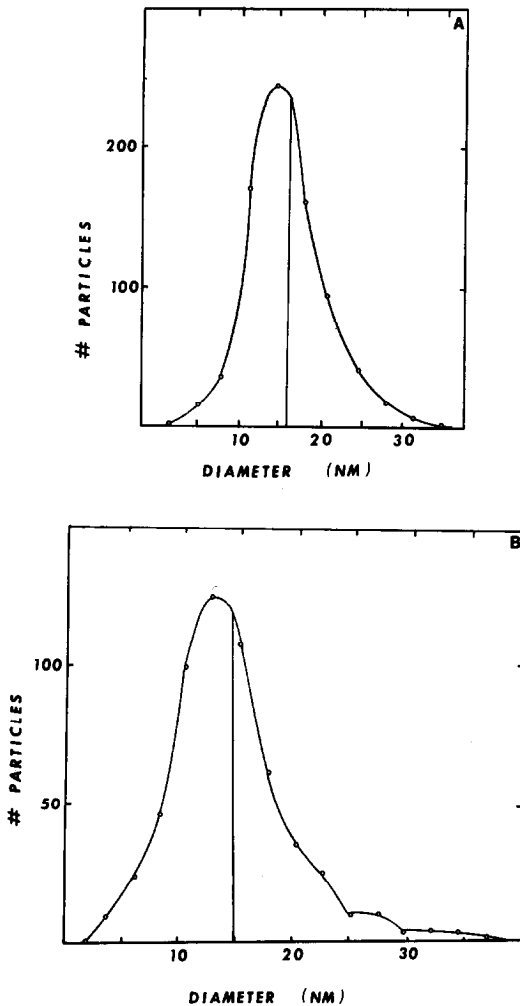 A
200
100
# PARTICLES
10 20 30
DIAMETER (NM)
B
100
50
# PARTICLES
10 20 30
DIAMETER (NM)